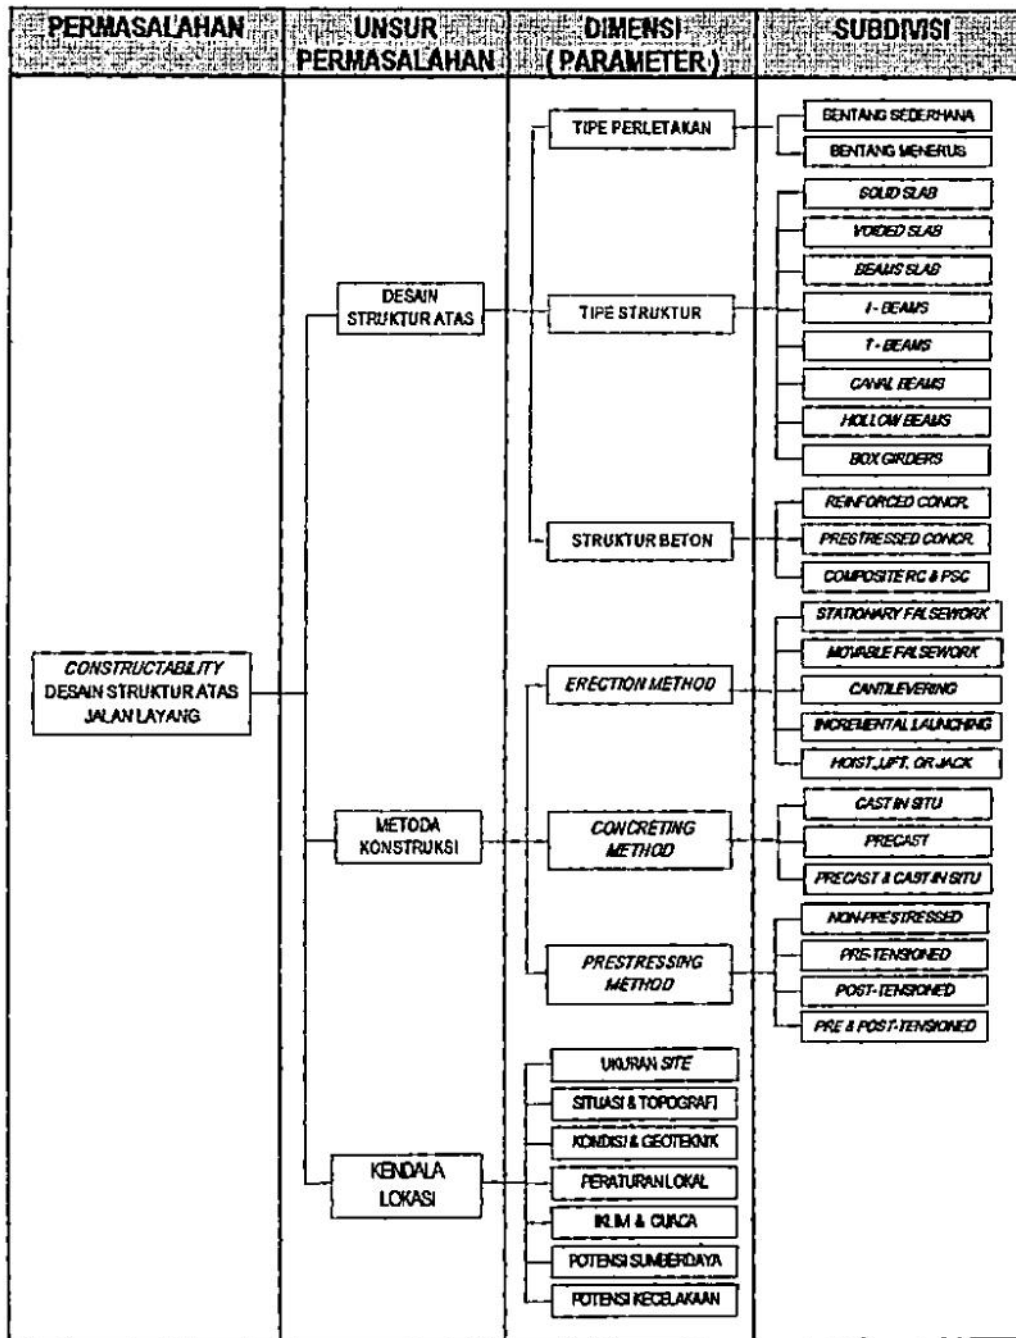 PERMASALAHAN
UNSUR
PERMASALAHAN
DIMENSI
(PARAMETER)
SUBDIVISI
CONSTRUCTABILITY
DESAIN STRUKTUR ATAS
JALAN LAYANG
DESAIN
STRUKTUR ATAS
TIPE PERLETAKAN
BENTANG SEDERHANA
BENTANG MENERUS
TIPE STRUKTUR
SOLID SLAB
VOIDED SLAB
BEAMS SLAB
I - BEAMS
T - BEAMS
CANAL BEAMS
HOLLOW BEAMS
BOX GIRDERS
STRUKTUR BETON
REINFORCED CONCR.
PRESTRESSED CONCR.
COMPOSITE RC & PSC
METODA
KONSTRUKSI
ERECTION METHOD
STATIONARY FALSEWORK
MOVABLE FALSEWORK
CANTILEVERING
INCREMENTAL LAUNCHING
HOIST, LIFT, OR JACK
CONCRETING
METHOD
CAST IN SITU
PRECAST
PRECAST & CAST-IN SITU
PRESTRESSING
METHOD
NON-PRESTRESSED
PRE-TENSIONED
POST-TENSIONED
PRE & POST-TENSIONED
KENDALA
LOKASI
UKURAN SITE
SITUASI & TOPOGRAFI
KONDISI & GEOTEKNIK
PERATURAN LOKAL
IKLIM & CUACA
POTENSI SUMBERDAYA
POTENSI KECELAKAAN